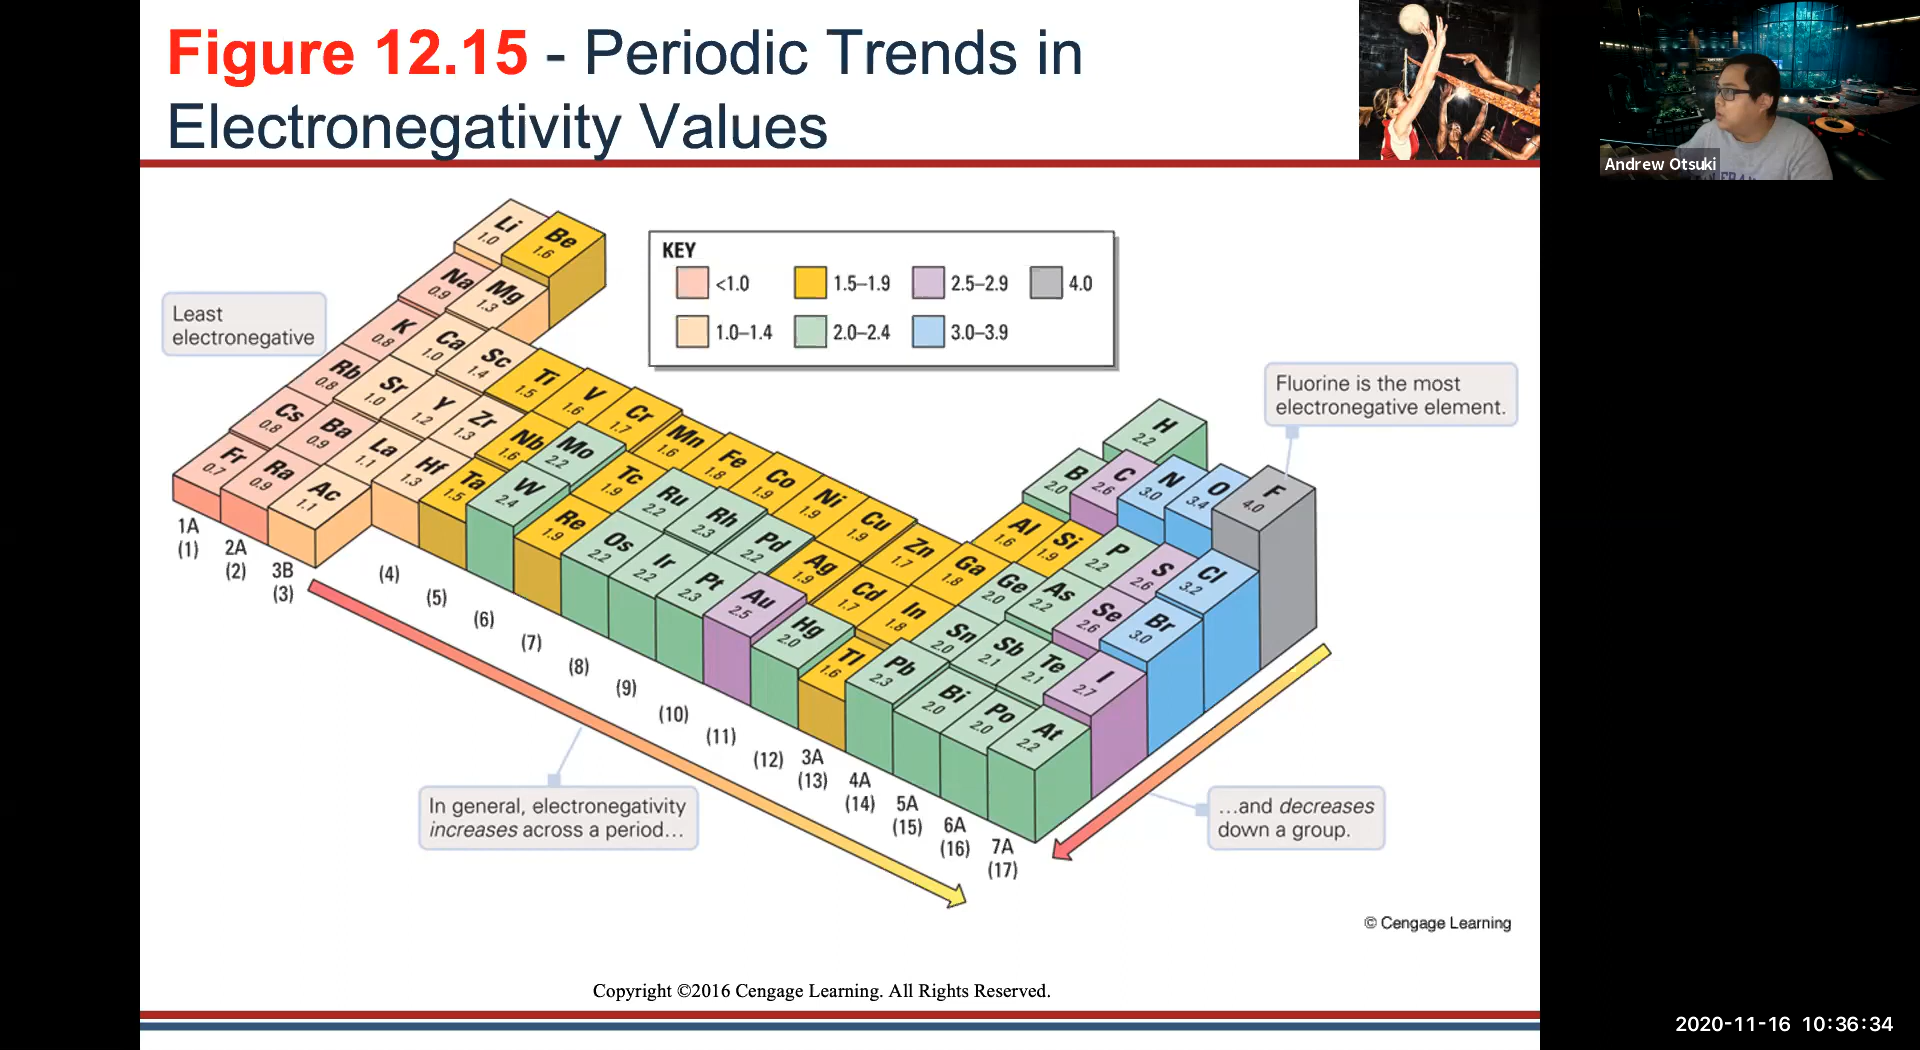 Figure 12.15 - Periodic Trends in
Electronegativity Values
Andrew Otsuki
KEY
<1.0
1.5–1.9
2.5–2.9
4.0
1.0–1.4
2.0–2.4
3.0–3.9
Least
electronegative
Fluorine is the most
electronegative element.
Li 1.0
Be 1.6
Na 0.9
Mg 1.3
K 0.8
Ca 1.0
Sc 1.4
Ti 1.5
V 1.6
Cr 1.7
Mn 1.6
Fe 1.8
Co 1.9
Ni 1.9
Cu 1.9
Zn 1.7
Ga 1.8
Ge 2.0
As 2.2
Se 2.6
Br 3.0
Rb 0.8
Sr 1.0
Y 1.2
Zr 1.3
Nb 1.6
Mo 2.2
Tc 1.9
Ru 2.2
Rh 2.3
Pd 2.2
Ag 1.9
Cd 1.7
In 1.8
Sn 2.0
Sb 2.1
Te 2.1
I 2.7
Cs 0.8
Ba 0.9
La 1.1
Hf 1.3
Ta 1.5
W 2.4
Re 1.9
Os 2.2
Ir 2.2
Pt 2.3
Au 2.5
Hg 2.0
Tl 1.6
Pb 2.3
Bi 2.0
Po 2.0
At 2.2
Fr 0.7
Ra 0.9
Ac 1.1
H 2.2
B 2.0
C 2.6
N 3.0
O 3.4
F 4.0
Al 1.6
Si 1.9
P 2.2
S 2.6
Cl 3.2
1A
(1)
2A
(2)
3B
(3)
(4)
(5)
(6)
(7)
(8)
(9)
(10)
(11)
(12)
3A
(13)
4A
(14)
5A
(15)
6A
(16)
7A
(17)
In general, electronegativity
increases across a period…
…and decreases
down a group.
© Cengage Learning
Copyright ©2016 Cengage Learning. All Rights Reserved.
2020-11-16 10:36:34